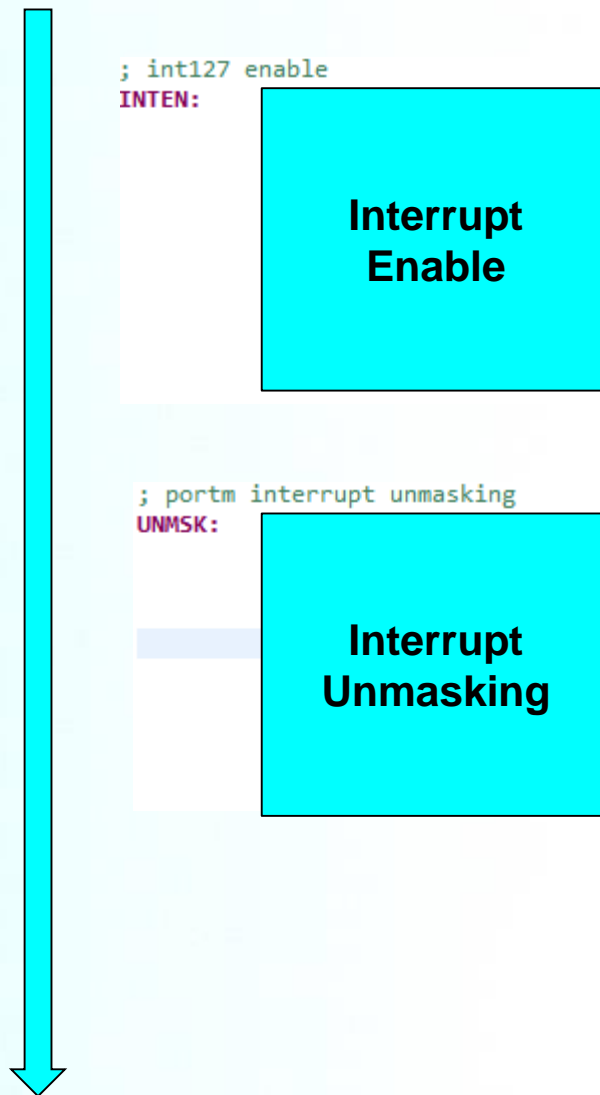 ; int127 enable
INTEN:
Interrupt
Enable
; portm interrupt unmasking
UNMSK:
Interrupt
Unmasking